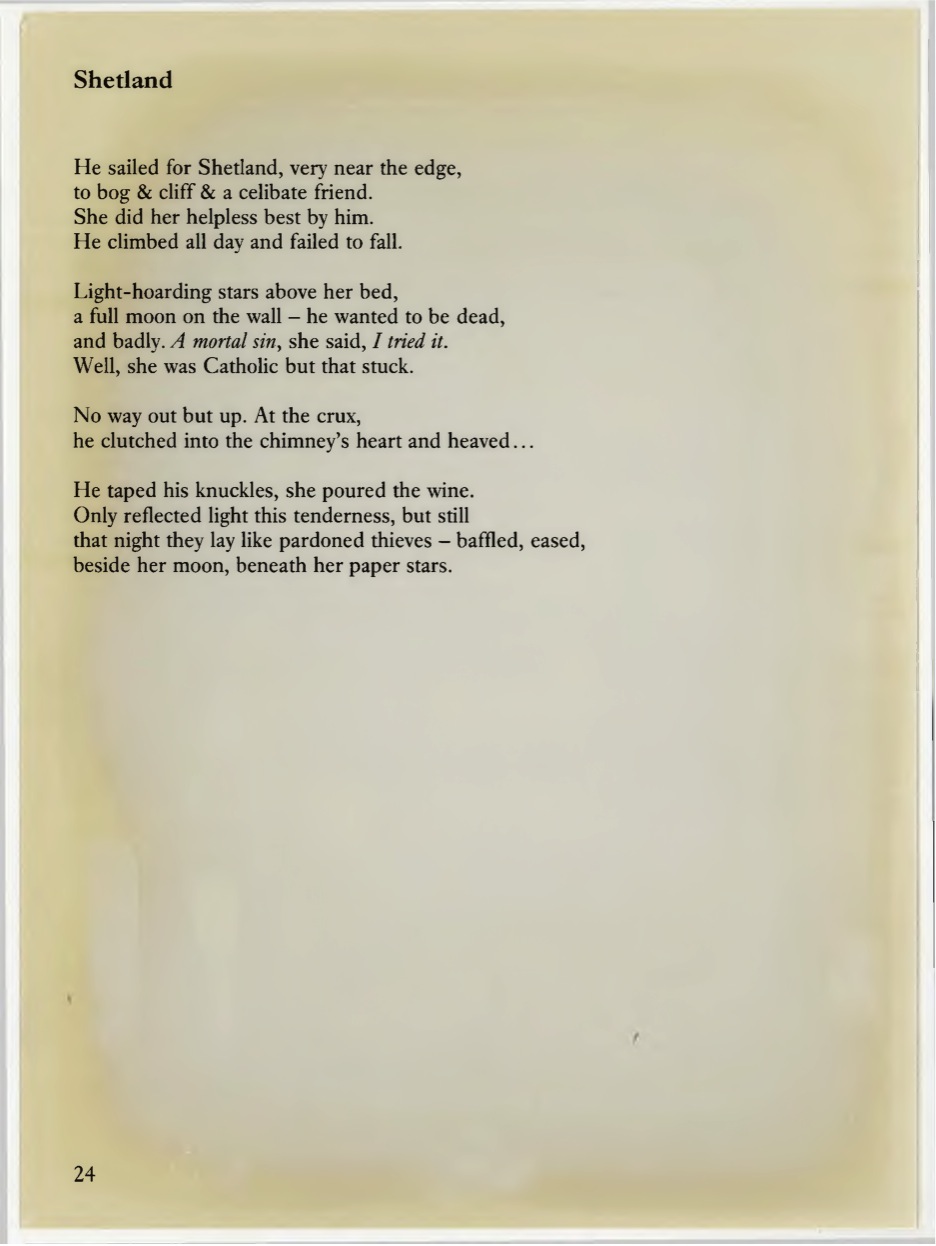 Shetland
He sailed for Shetland, very near the edge,
to bog & cliff & a celibate friend.
She did her helpless best by him.
He climbed all day and failed to fall.
Light-hoarding stars above her bed,
a full moon on the wall – he wanted to be dead,
and badly. A mortal sin, she said, I tried it.
Well, she was Catholic but that stuck.
No way out but up. At the crux,
he clutched into the chimney's heart and heaved...
He taped his knuckles, she poured the wine.
Only reflected light this tenderness, but still
that night they lay like pardoned thieves – baffled, eased,
beside her moon, beneath her paper stars.
24